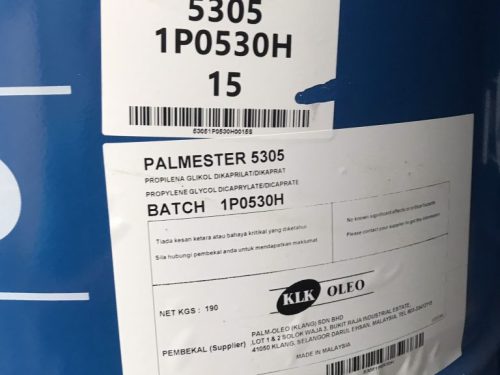 5305
1P0530H
15
53051P0530H0015S
PALMESTER 5305
PROPILENA GLIKOL DIKAPRILAT/DIKAPRAT
PROPYLENE GLYCOL DICAPRYLATE/DICAPRATE
BATCH 1P0530H
Tiada kesan ketara atau bahaya kritikal yang diketahui
Sila hubungi pembekal anda untuk mendapatkan maklumat
No known significant effects or critical hazards
Please contact your supplier for more information
NET KGS : 190
KLK OLEO
PEMBEKAL (Supplier)
PALM-OLEO (KLANG) SDN BHD
LOT 1 & 2 SOLOK WAJA 3, BUKIT RAJA INDUSTRIAL ESTATE,
41050 KLANG, SELANGOR DARUL EHSAN, MALAYSIA, TEL:
MADE IN MALAYSIA